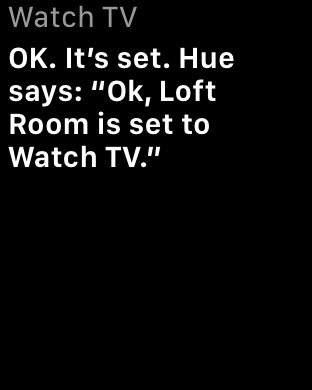 Watch TV
OK. It’s set. Hue
says: “Ok, Loft
Room is set to
Watch TV.”